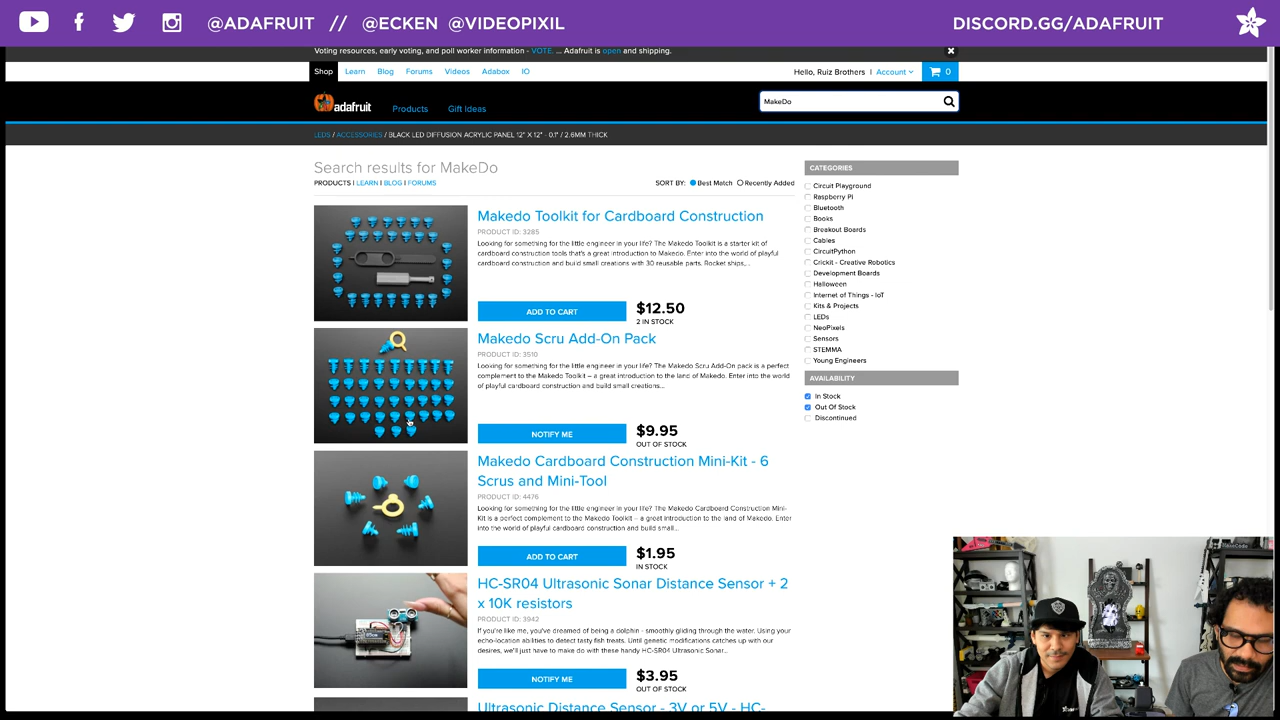 @ADAFRUIT // @ECKEN @VIDEOPIXIL
DISCORD.GG/ADAFRUIT
Voting resources, early voting, and poll worker information - VOTE. ... Adafruit is open and shipping.
Shop Learn Blog Forums Videos Adabox IO
Hello, Ruiz Brothers | Account 0
adafruit Products Gift Ideas
MakeDo
LEDS / ACCESSORIES / BLACK LED DIFFUSION ACRYLIC PANEL 12" X 12" - 0.1" / 2.6MM THICK
Search results for MakeDo
PRODUCTS | LEARN | BLOG | FORUMS
SORT BY: Best Match Recently Added
Makedo Toolkit for Cardboard Construction
PRODUCT ID: 3285
Looking for something for the little engineer in your life? The Makedo Toolkit is a starter kit of
cardboard construction tools that's a great introduction to Makedo. Enter into the world of playful
cardboard construction and build small creations with 30 reusable parts. Rocket ships,...
ADD TO CART
$12.50
2 IN STOCK
Makedo Scru Add-On Pack
PRODUCT ID: 3510
Looking for something for the little engineer in your life? The Makedo Scru Add-On pack is a perfect
complement to the Makedo Toolkit – a great introduction to the land of Makedo. Enter into the world
of playful cardboard construction and build small creations...
NOTIFY ME
$9.95
OUT OF STOCK
Makedo Cardboard Construction Mini-Kit - 6
Scrus and Mini-Tool
PRODUCT ID: 4476
Looking for something for the little engineer in your life? The Makedo Cardboard Construction Mini-
Kit is a perfect complement to the Makedo Toolkit – a great introduction to the land of Makedo. Enter
into the world of playful cardboard construction and build small...
ADD TO CART
$1.95
IN STOCK
HC-SR04 Ultrasonic Sonar Distance Sensor + 2
x 10K resistors
PRODUCT ID: 3942
If you're like me, you've dreamed of being a dolphin - smoothly gliding through the water. Using your
echo-location abilities to detect tasty fish treats. Until genetic modifications catches up with our
desires, we'll just have to make do with these handy HC-SR04 Ultrasonic Sonar...
NOTIFY ME
$3.95
OUT OF STOCK
Ultrasonic Distance Sensor - 3V or 5V - HC-
CATEGORIES
Circuit Playground
Raspberry Pi
Bluetooth
Books
Breakout Boards
Cables
CircuitPython
Crickit - Creative Robotics
Development Boards
Halloween
Internet of Things - IoT
Kits & Projects
LEDs
NeoPixels
Sensors
STEMMA
Young Engineers
AVAILABILITY
In Stock
Out Of Stock
Discontinued